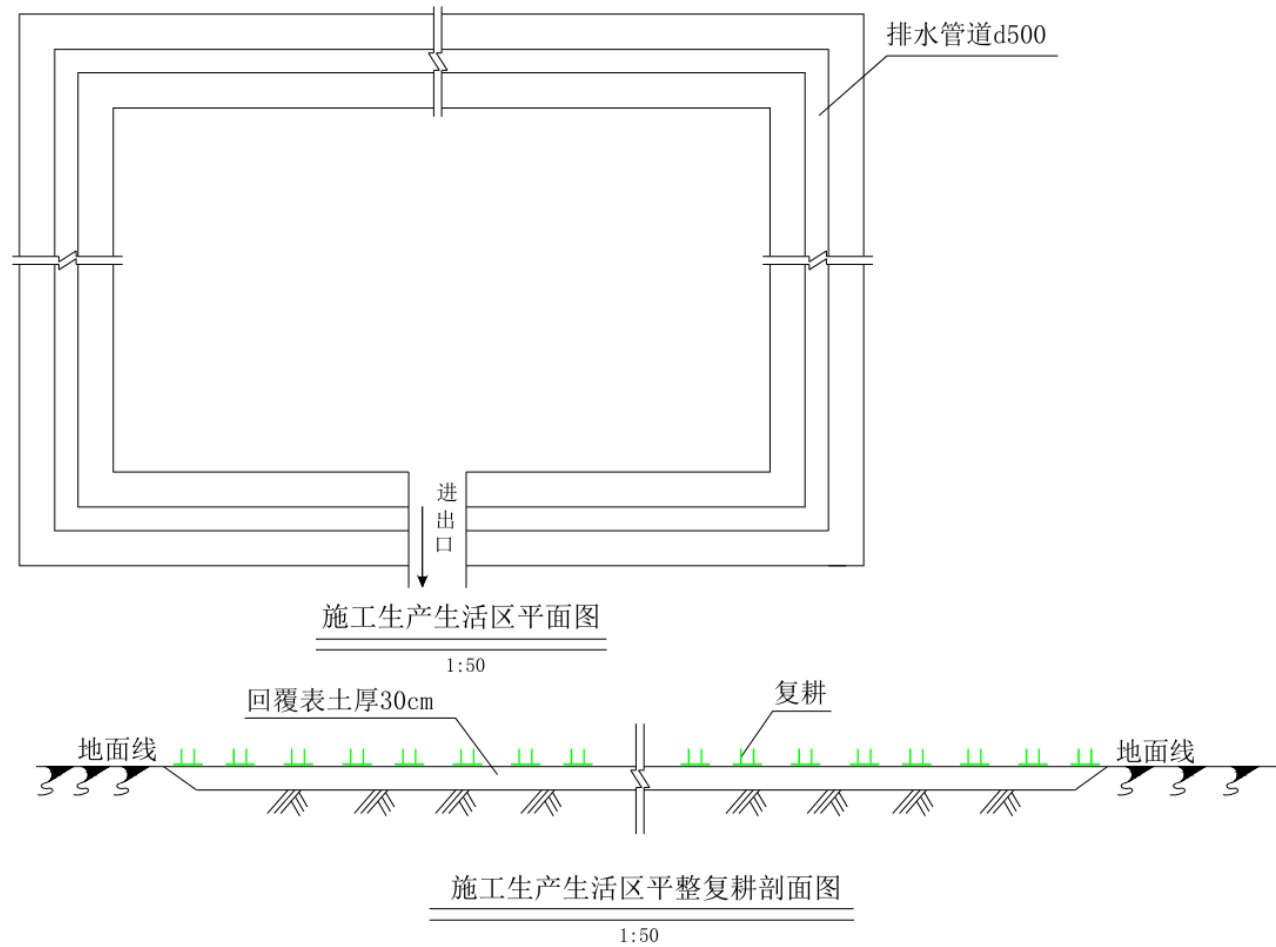 排水管道d500
进出口
施工生产生活区平面图
1:50
回覆表土厚30cm
复耕
地面线
地面线
施工生产生活区平整复耕剖面图
1:50